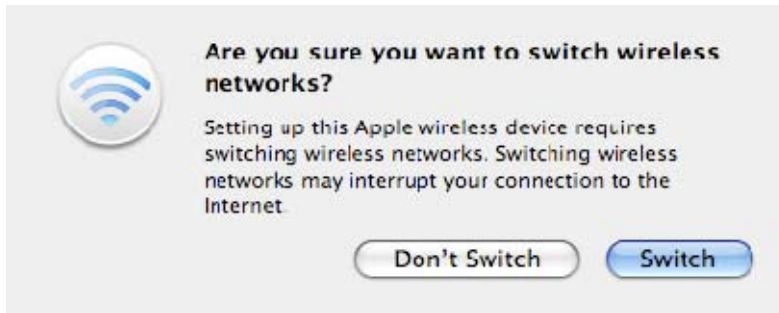 Are you sure you want to switch wireless
networks?
Setting up this Apple wireless device requires
switching wireless networks. Switching wireless
networks may interrupt your connection to the
Internet.
Don't Switch
Switch